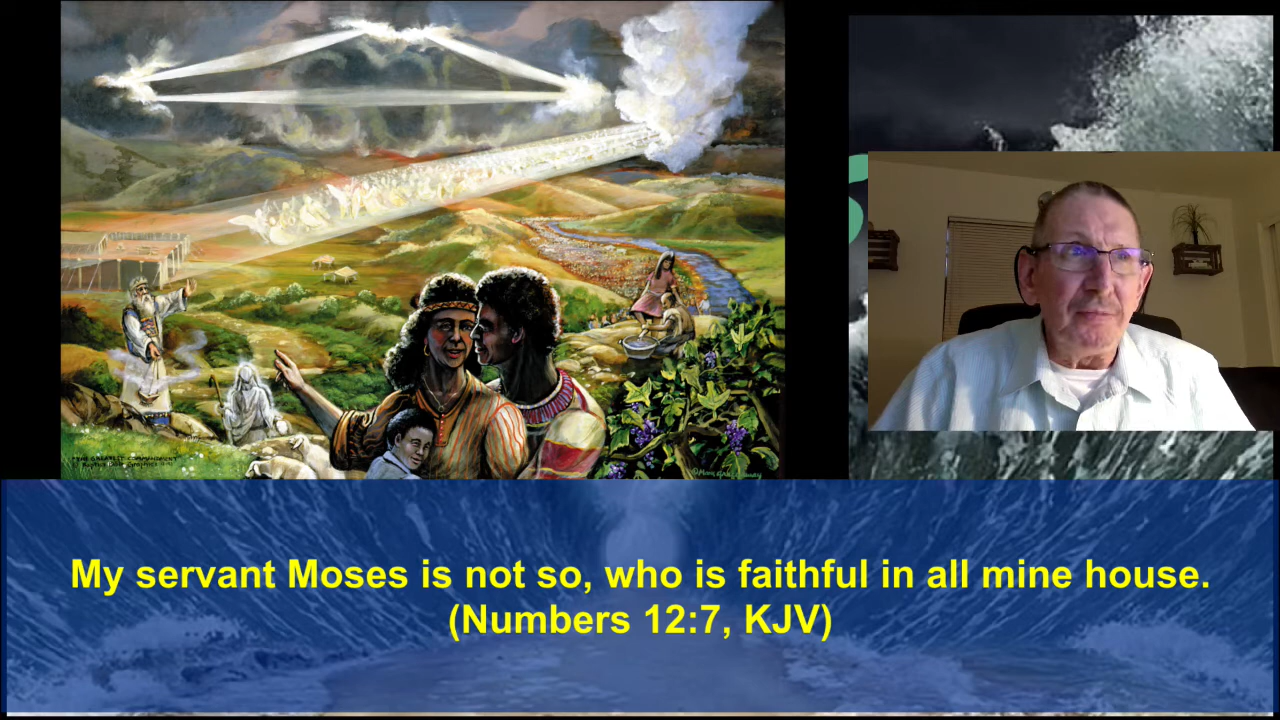 My servant Moses is not so, who is faithful in all mine house.
(Numbers 12:7, KJV)